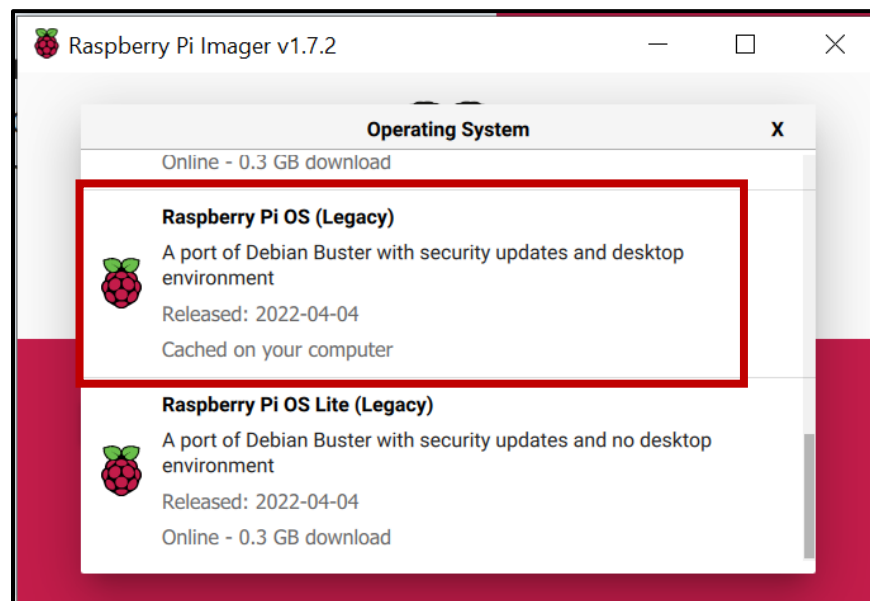 Raspberry Pi Imager v1.7.2
Operating System
X
Online - 0.3 GB download
Raspberry Pi OS (Legacy)
A port of Debian Buster with security updates and desktop
environment
Released: 2022-04-04
Cached on your computer
Raspberry Pi OS Lite (Legacy)
A port of Debian Buster with security updates and no desktop
environment
Released: 2022-04-04
Online - 0.3 GB download